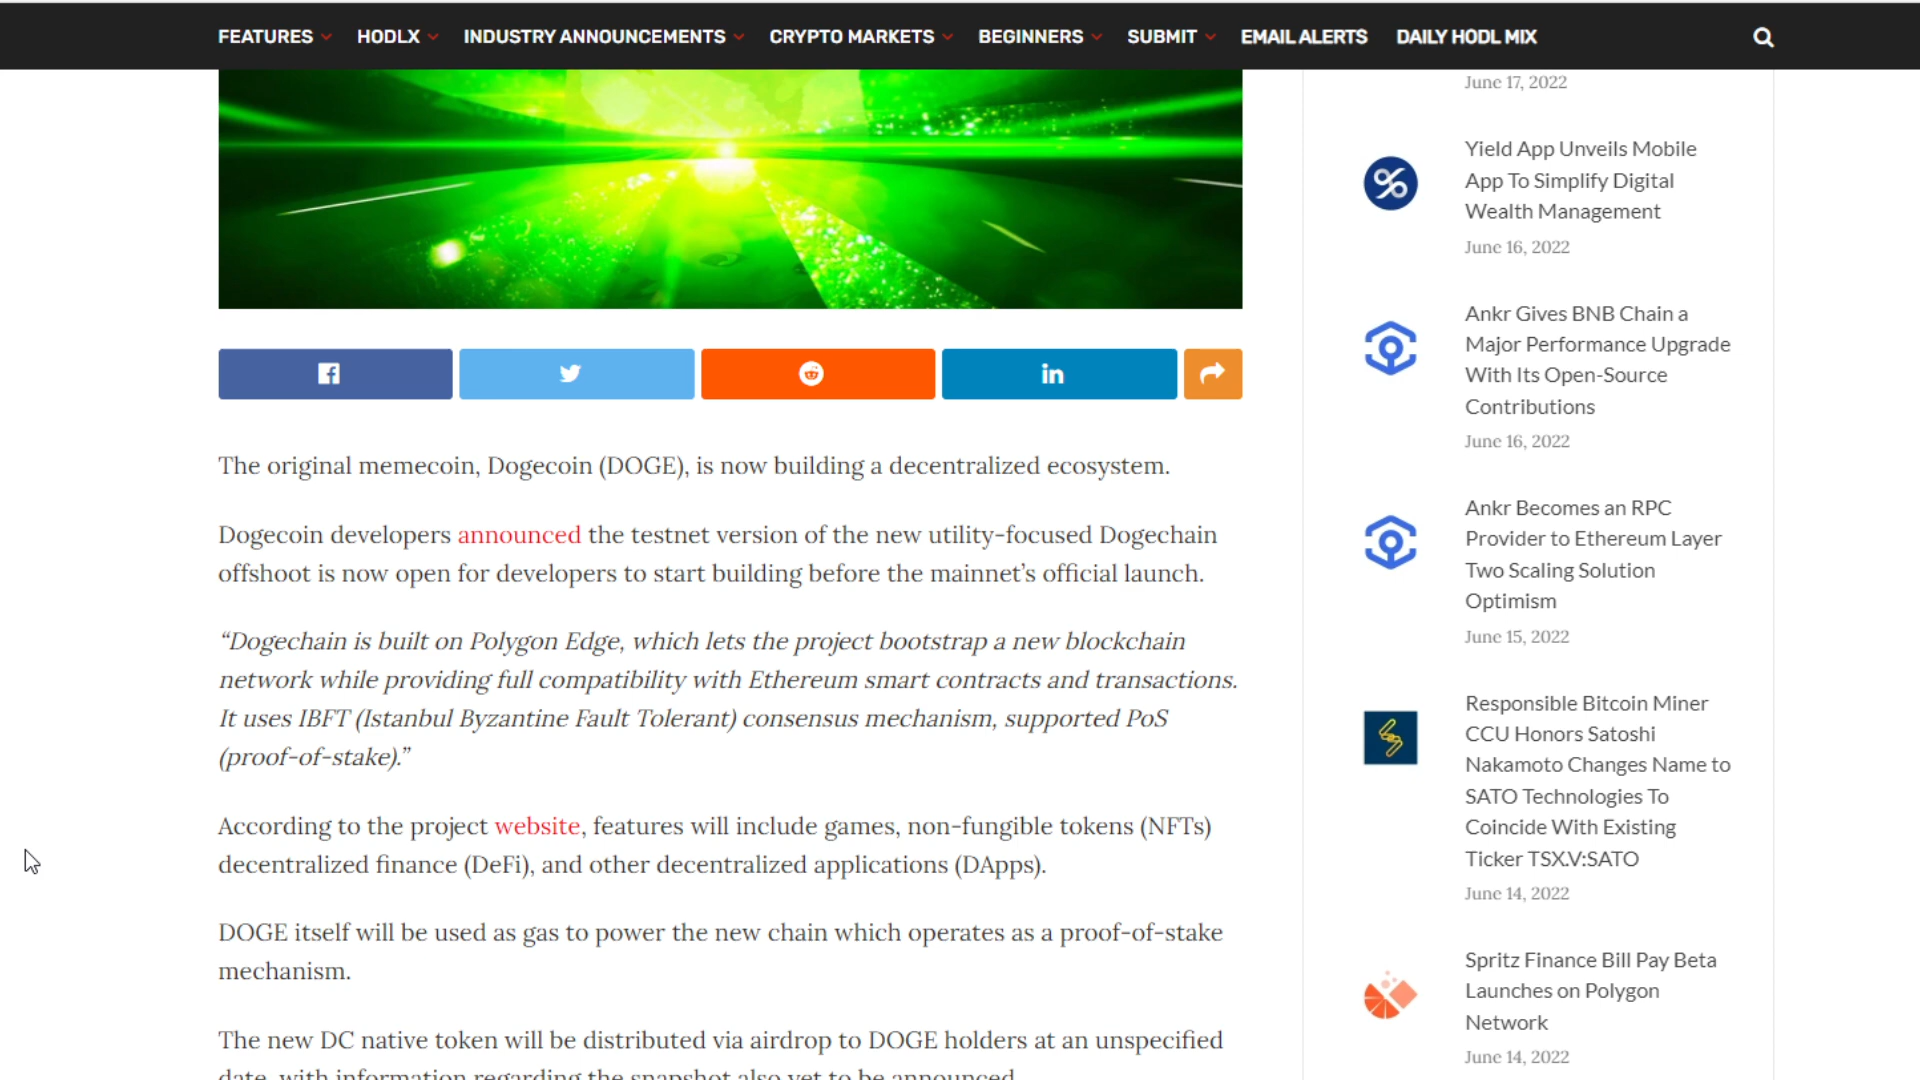 FEATURES HODLX INDUSTRY ANNOUNCEMENTS CRYPTO MARKETS BEGINNERS SUBMIT EMAIL ALERTS DAILY HODL MIX
The original memecoin, Dogecoin (DOGE), is now building a decentralized ecosystem.
Dogecoin developers announced the testnet version of the new utility-focused Dogechain
offshoot is now open for developers to start building before the mainnet’s official launch.
“Dogechain is built on Polygon Edge, which lets the project bootstrap a new blockchain
network while providing full compatibility with Ethereum smart contracts and transactions.
It uses IBFT (Istanbul Byzantine Fault Tolerant) consensus mechanism, supported PoS
(proof-of-stake).”
According to the project website, features will include games, non-fungible tokens (NFTs)
decentralized finance (DeFi), and other decentralized applications (DApps).
DOGE itself will be used as gas to power the new chain which operates as a proof-of-stake
mechanism.
The new DC native token will be distributed via airdrop to DOGE holders at an unspecified
date, with information regarding the snapshot also yet to be announced.
June 17, 2022
Yield App Unveils Mobile
App To Simplify Digital
Wealth Management
June 16, 2022
Ankr Gives BNB Chain a
Major Performance Upgrade
With Its Open-Source
Contributions
June 16, 2022
Ankr Becomes an RPC
Provider to Ethereum Layer
Two Scaling Solution
Optimism
June 15, 2022
Responsible Bitcoin Miner
CCU Honors Satoshi
Nakamoto Changes Name to
SATO Technologies To
Coincide With Existing
Ticker TSX.V:SATO
June 14, 2022
Spritz Finance Bill Pay Beta
Launches on Polygon
Network
June 14, 2022